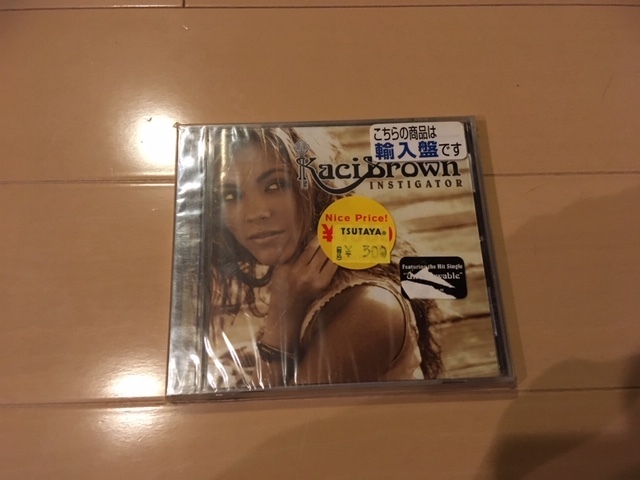 こちらの商品は
輸入盤です
Kaci Brown
INSTIGATOR
Nice Price!
TSUTAYA
¥ 300
Featuring the Hit Single